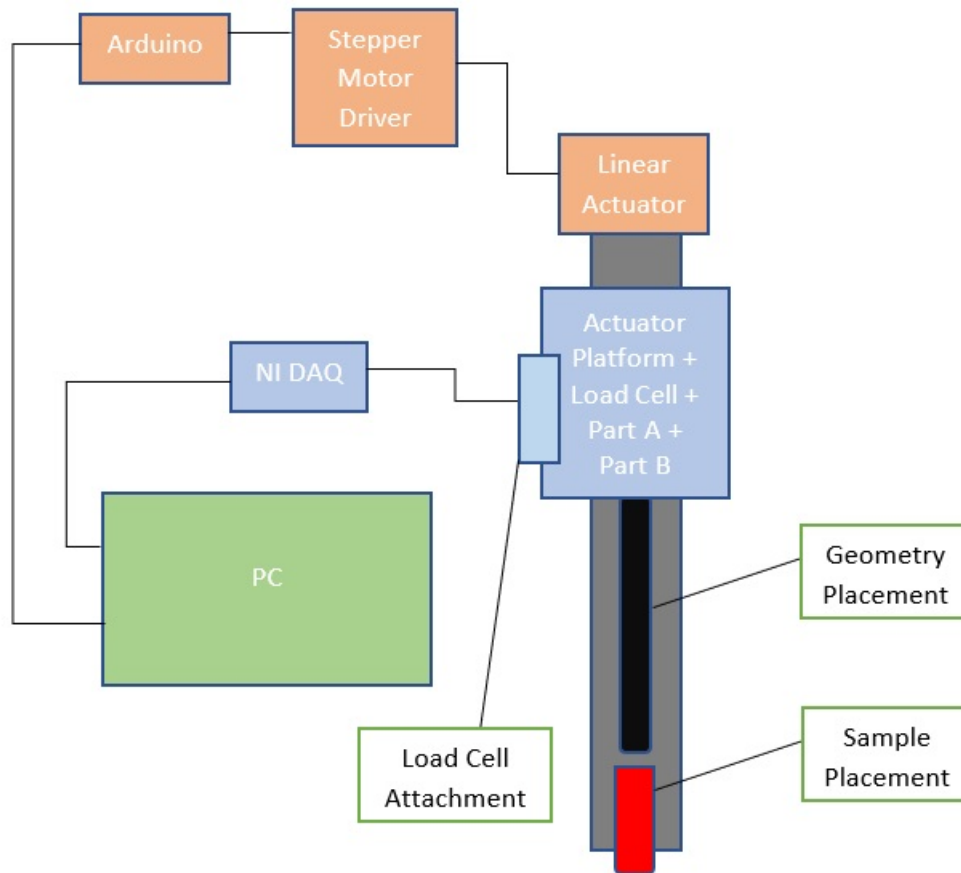 Arduino
Stepper
Motor
Driver
Linear
Actuator
Actuator
Platform +
Load Cell +
Part A +
Part B
NI DAQ
PC
Geometry
Placement
Load Cell
Attachment
Sample
Placement